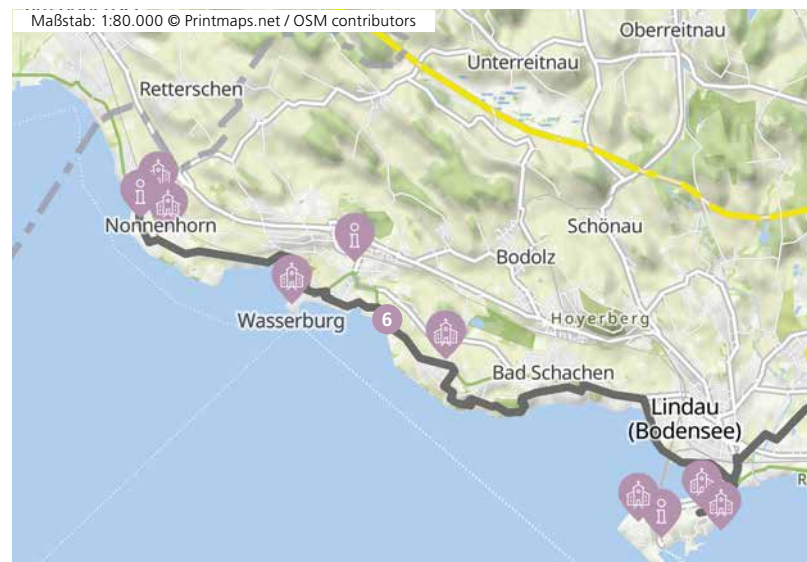 Maßstab: 1:80.000 © Printmaps.net / OSM contributors
Oberreitnau
Unterreitnau
Retterschen
Nonnenhorn
Schönau
Bodolz
Wasserburg
6
Hoyerberg
Bad Schachen
Lindau
(Bodensee)
R